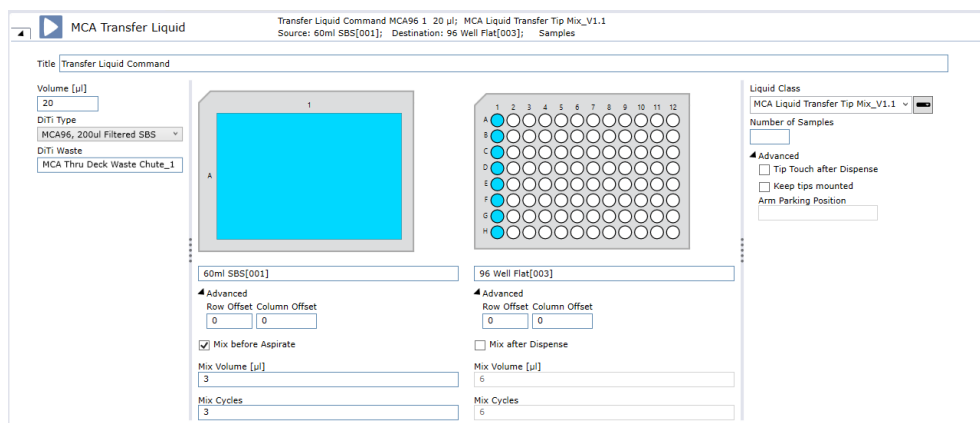 MCA Transfer Liquid
Transfer Liquid Command MCA96 1 20 µl; MCA Liquid Transfer Tip Mix_V1.1
Source: 60ml SBS[001]; Destination: 96 Well Flat[003]; Samples
Title Transfer Liquid Command
Volume [µl]
20
DiTi Type
MCA96, 200ul Filtered SBS
DiTi Waste
MCA Thru Deck Waste Chute_1
1
A
60ml SBS[001]
Advanced
Row Offset Column Offset
0 0
Mix before Aspirate
Mix Volume [µl]
3
Mix Cycles
3
1 2 3 4 5 6 7 8 9 10 11 12
A
B
C
D
E
F
G
H
96 Well Flat[003]
Advanced
Row Offset Column Offset
0 0
Mix after Dispense
Mix Volume [µl]
6
Mix Cycles
6
Liquid Class
MCA Liquid Transfer Tip Mix_V1.1
Number of Samples
Advanced
Tip Touch after Dispense
Keep tips mounted
Arm Parking Position